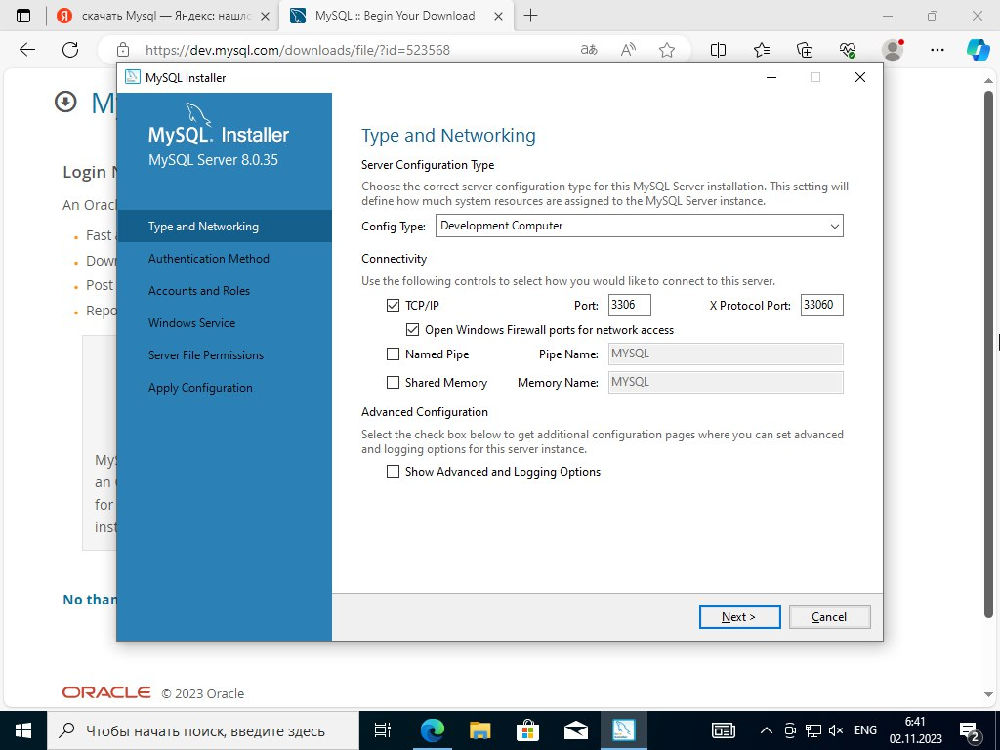 скачать Mysql — Яндекс: нашло
MySQL :: Begin Your Download
https://dev.mysql.com/downloads/file/?id=523568
MySQL Installer
MySQL Installer
MySQL Server 8.0.35
Type and Networking
Authentication Method
Accounts and Roles
Windows Service
Server File Permissions
Apply Configuration
Type and Networking
Server Configuration Type
Choose the correct server configuration type for this MySQL Server installation. This setting will
define how much system resources are assigned to the MySQL Server instance.
Config Type: Development Computer
Connectivity
Use the following controls to select how you would like to connect to this server.
TCP/IP Port: 3306 X Protocol Port: 33060
Open Windows Firewall ports for network access
Named Pipe Pipe Name: MYSQL
Shared Memory Memory Name: MYSQL
Advanced Configuration
Select the check box below to get additional configuration pages where you can set advanced
and logging options for this server instance.
Show Advanced and Logging Options
Next > Cancel
Login
An
Fast
Post
an
for
No
ORACLE © 2023 Oracle
Чтобы начать поиск, введите здесь
ENG
6:41
02.11.2023
2